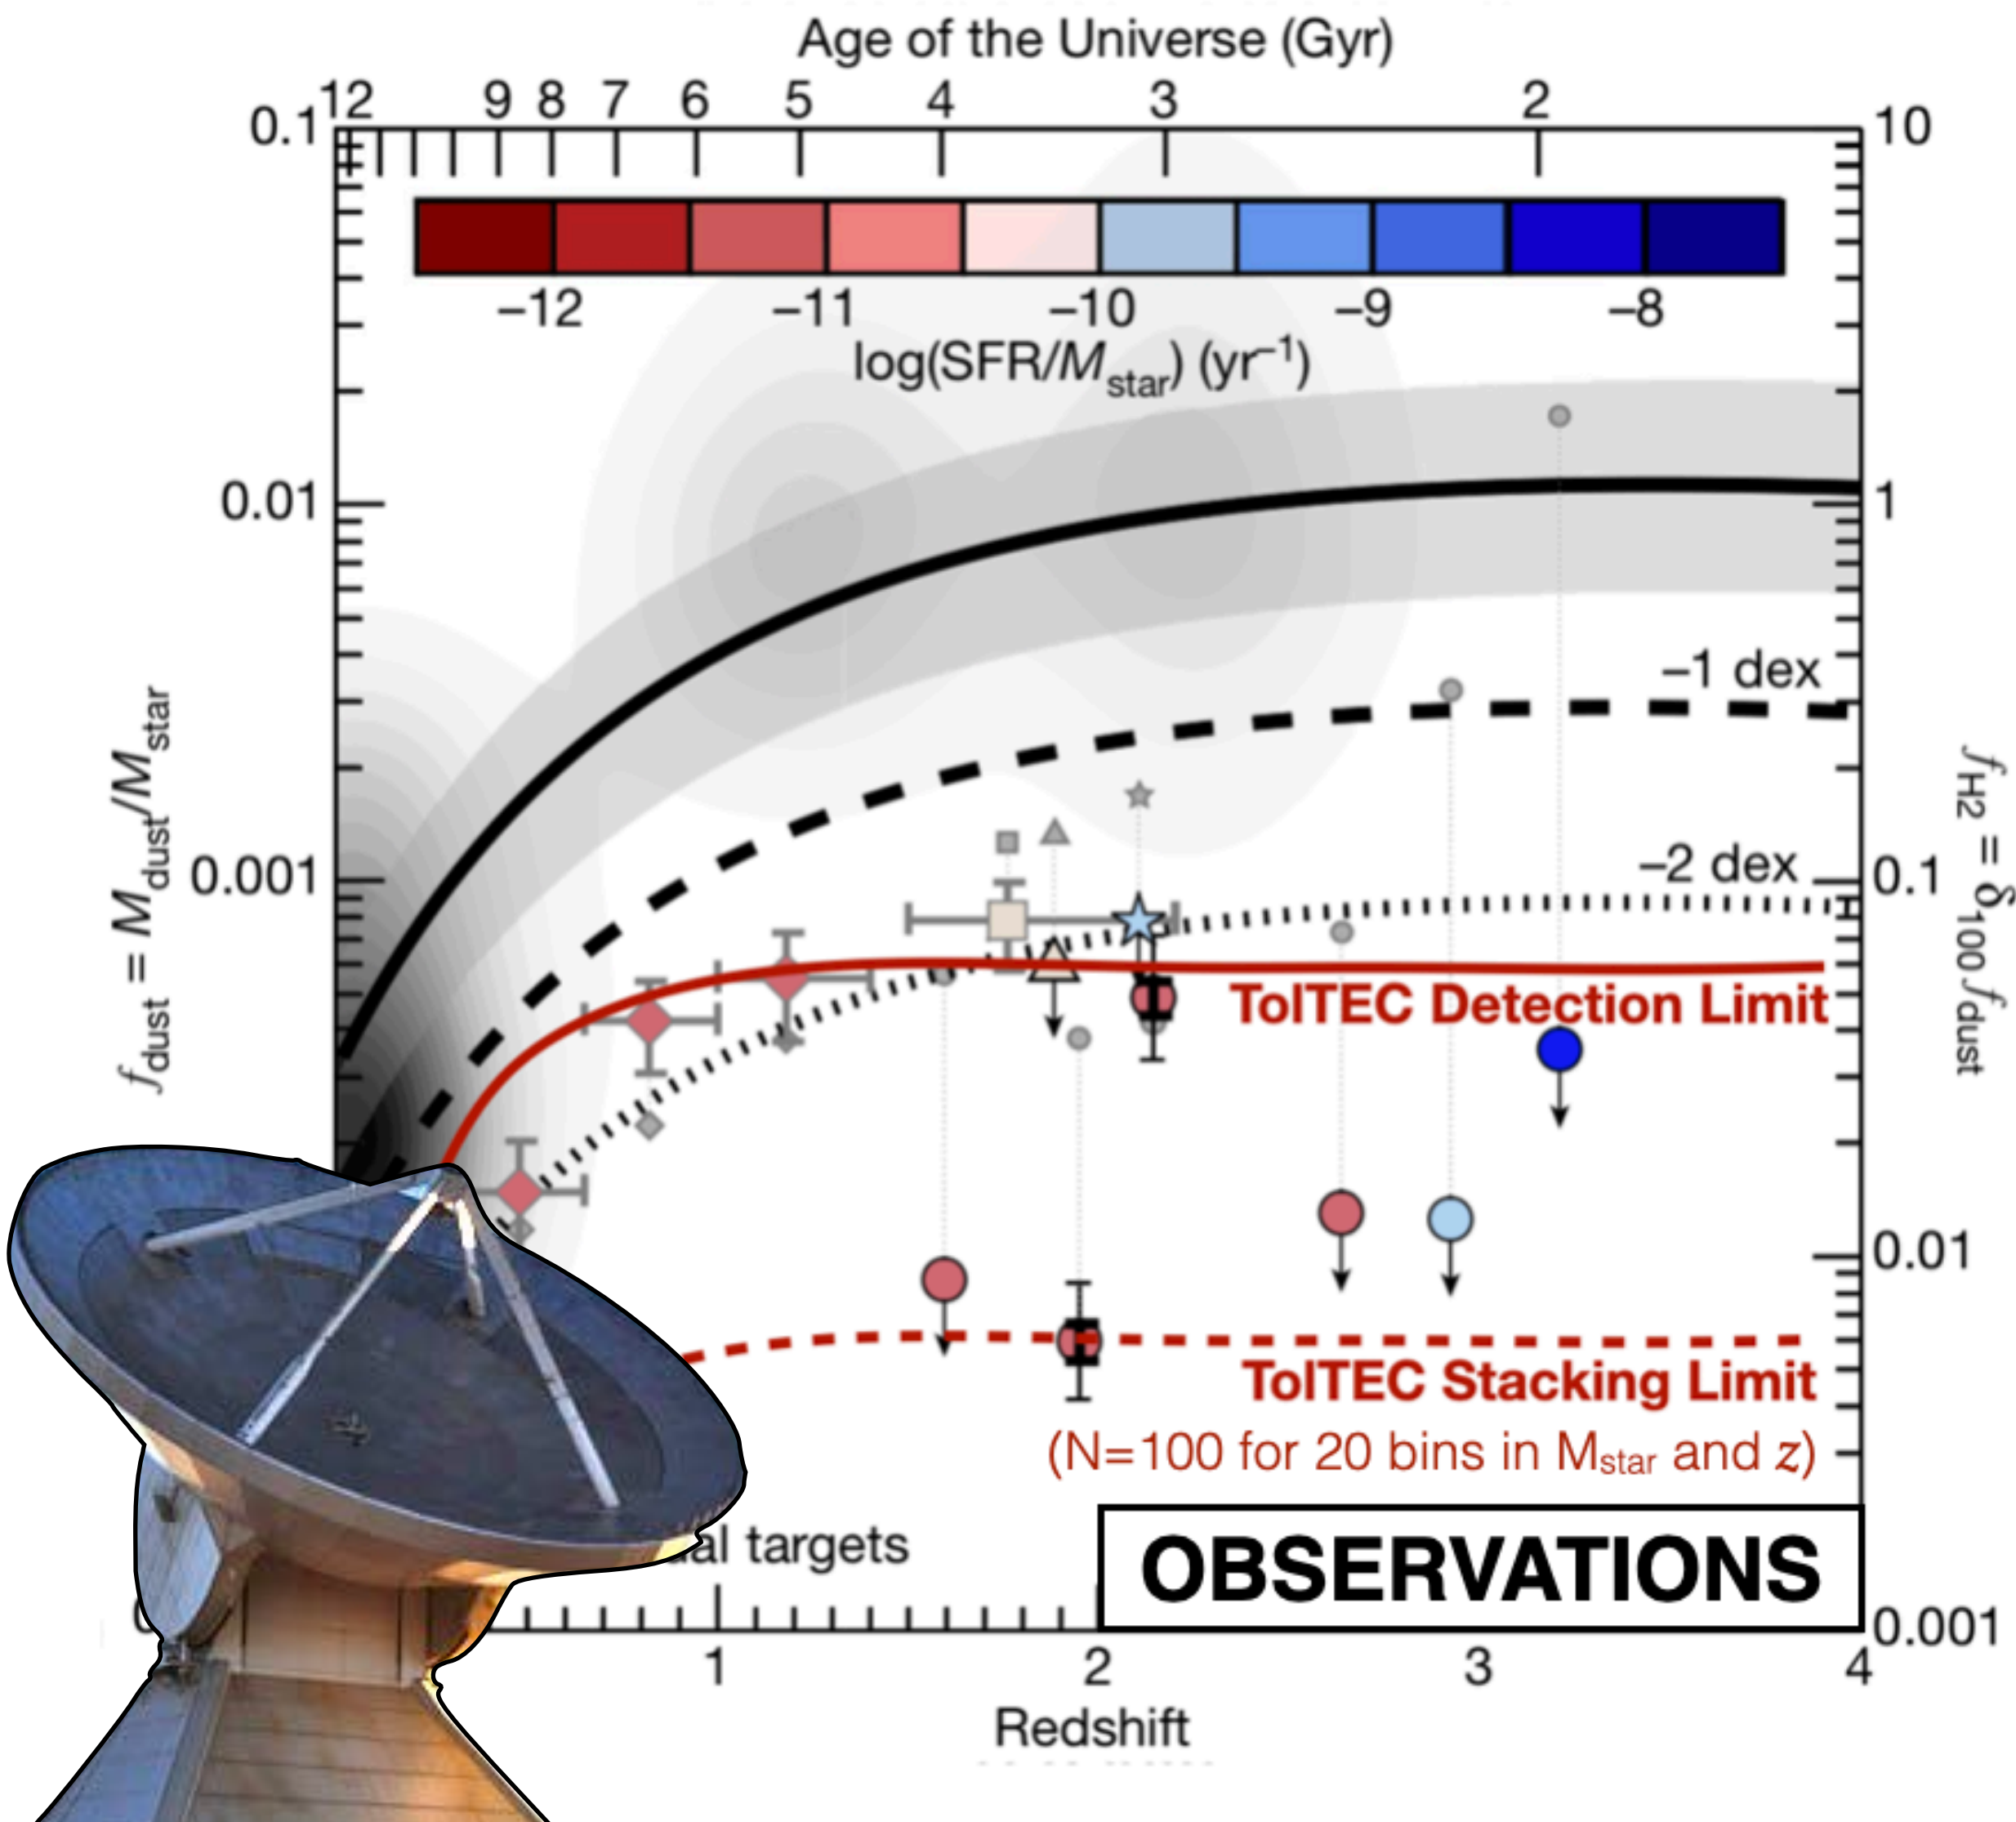 Age of the Universe (Gyr)
12 9 8 7 6 5 4 3 2
0.1 10
−12 −11 −10 −9 −8
log(SFR/Mstar) (yr−1)
0.01 1
−1 dex
fdust = Mdust/Mstar
fH2 = δ100 fdust
0.001 0.1
−2 dex
TolTEC Detection Limit
0.01
TolTEC Stacking Limit
(N=100 for 20 bins in Mstar and z)
targets
OBSERVATIONS
0.001
1 2 3 4
Redshift